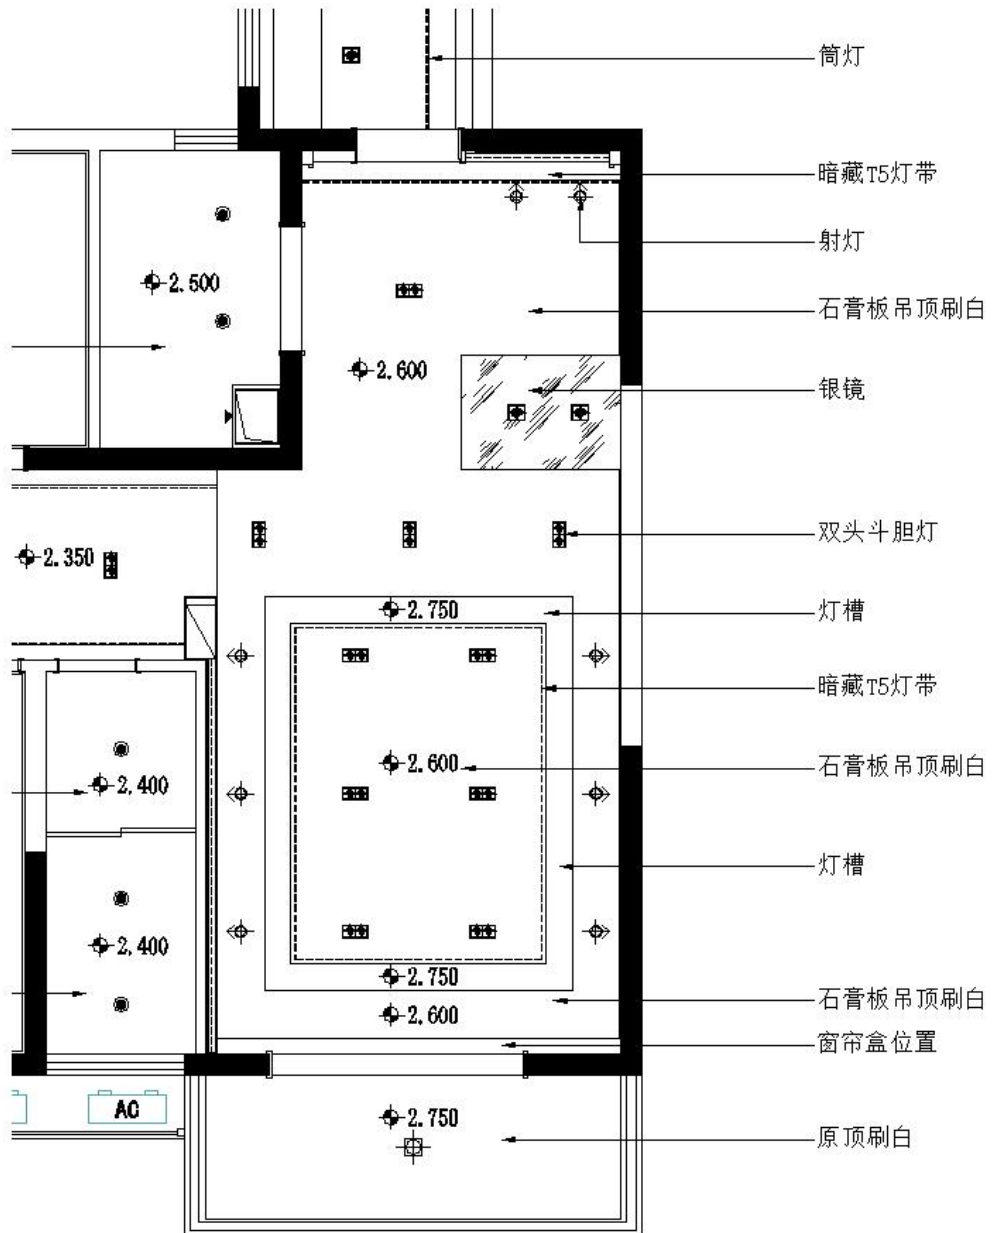 筒灯
暗藏T5灯带
射灯
2.500
石膏板吊顶刷白
2.600
银镜
双头斗胆灯
2.350
2.750
灯槽
暗藏T5灯带
2.600
石膏板吊顶刷白
2.400
灯槽
2.400
2.750
石膏板吊顶刷白
2.600
窗帘盒位置
AC
2.750
原顶刷白